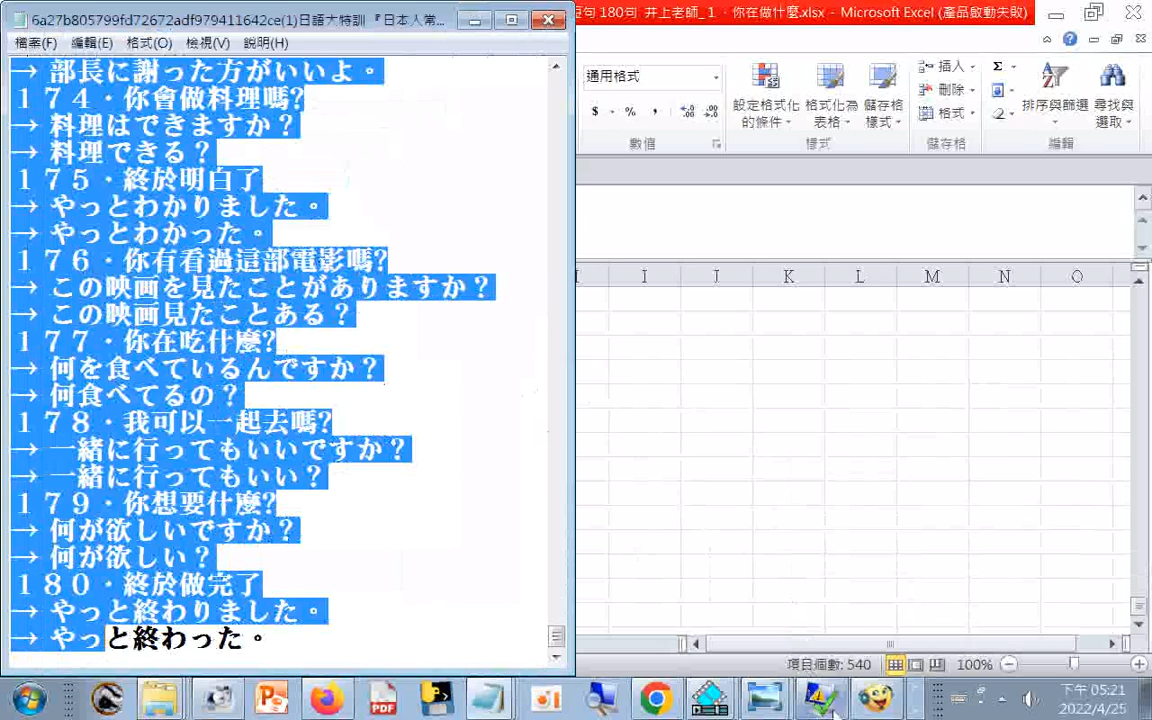 6a27b805799fd72672adf979411642ce(1)日語大特訓 『日本人常...
短句 180句 井上老師_1 · 你在做什麼.xlsx - Microsoft Excel (產品啟動失敗)
檔案(F) 編輯(E) 格式(O) 檢視(V) 說明(H)
→ 部長に謝った方がいいよ。
174·你會做料理嗎?
→ 料理はできますか？
→ 料理できる？
175·終於明白了
→ やっとわかりました。
→ やっとわかった。
176·你有看過這部電影嗎?
→ この映画を見たことがありますか？
→ この映画見たことある？
177·你在吃什麼?
→ 何を食べているんですか？
→ 何食べてるの？
178·我可以一起去嗎?
→ 一緒に行ってもいいですか？
→ 一緒に行ってもいい？
179·你想要什麼?
→ 何が欲しいですか？
→ 何が欲しい？
180·終於做完了
→ やっと終わりました。
→ やっと終わった。
通用格式
$ % ,
數值
設定格式化的條件
格式化為表格
儲存格樣式
樣式
插入
刪除
格式
儲存格
Σ
排序與篩選
尋找與選取
編輯
I J K L M N O
項目個數: 540 100%
PDF
下午 05:21
2022/4/25